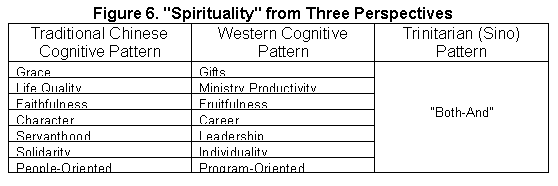 Figure 6. "Spirituality" from Three Perspectives
Traditional Chinese Cognitive Pattern
Western Cognitive Pattern
Trinitarian (Sino) Pattern
Grace
Gifts
"Both-And"
Life Quality
Ministry Productivity
Faithfulness
Fruitfulness
Character
Career
Servanthood
Leadership
Solidarity
Individuality
People-Oriented
Program-Oriented